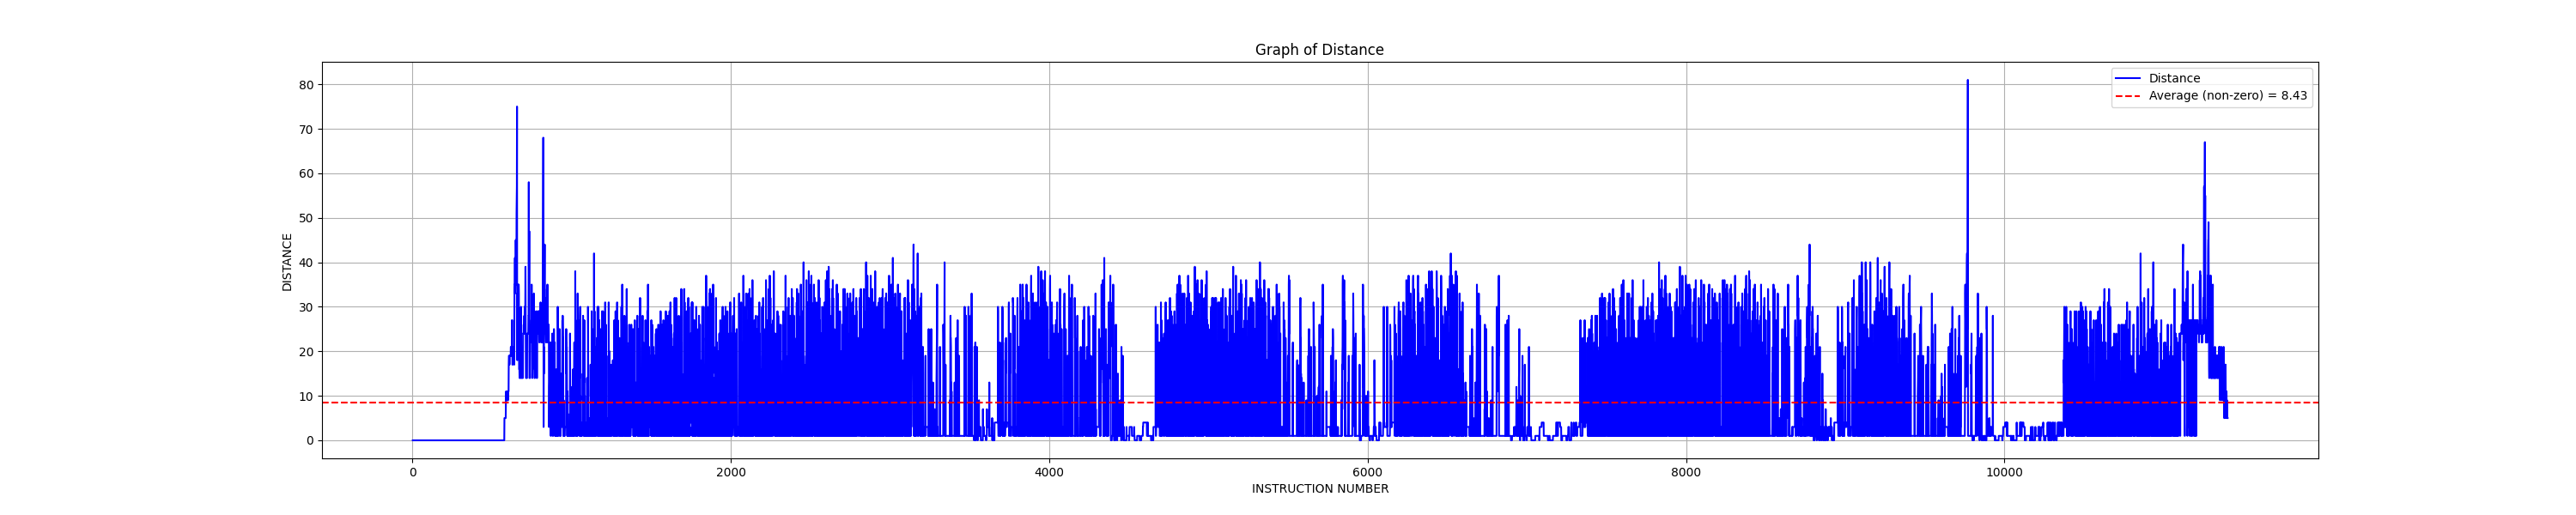 Graph of Distance
Distance
Average (non-zero) = 8.43
DISTANCE
80
70
60
50
40
30
20
10
0
0 2000 4000 6000 8000 10000
INSTRUCTION NUMBER